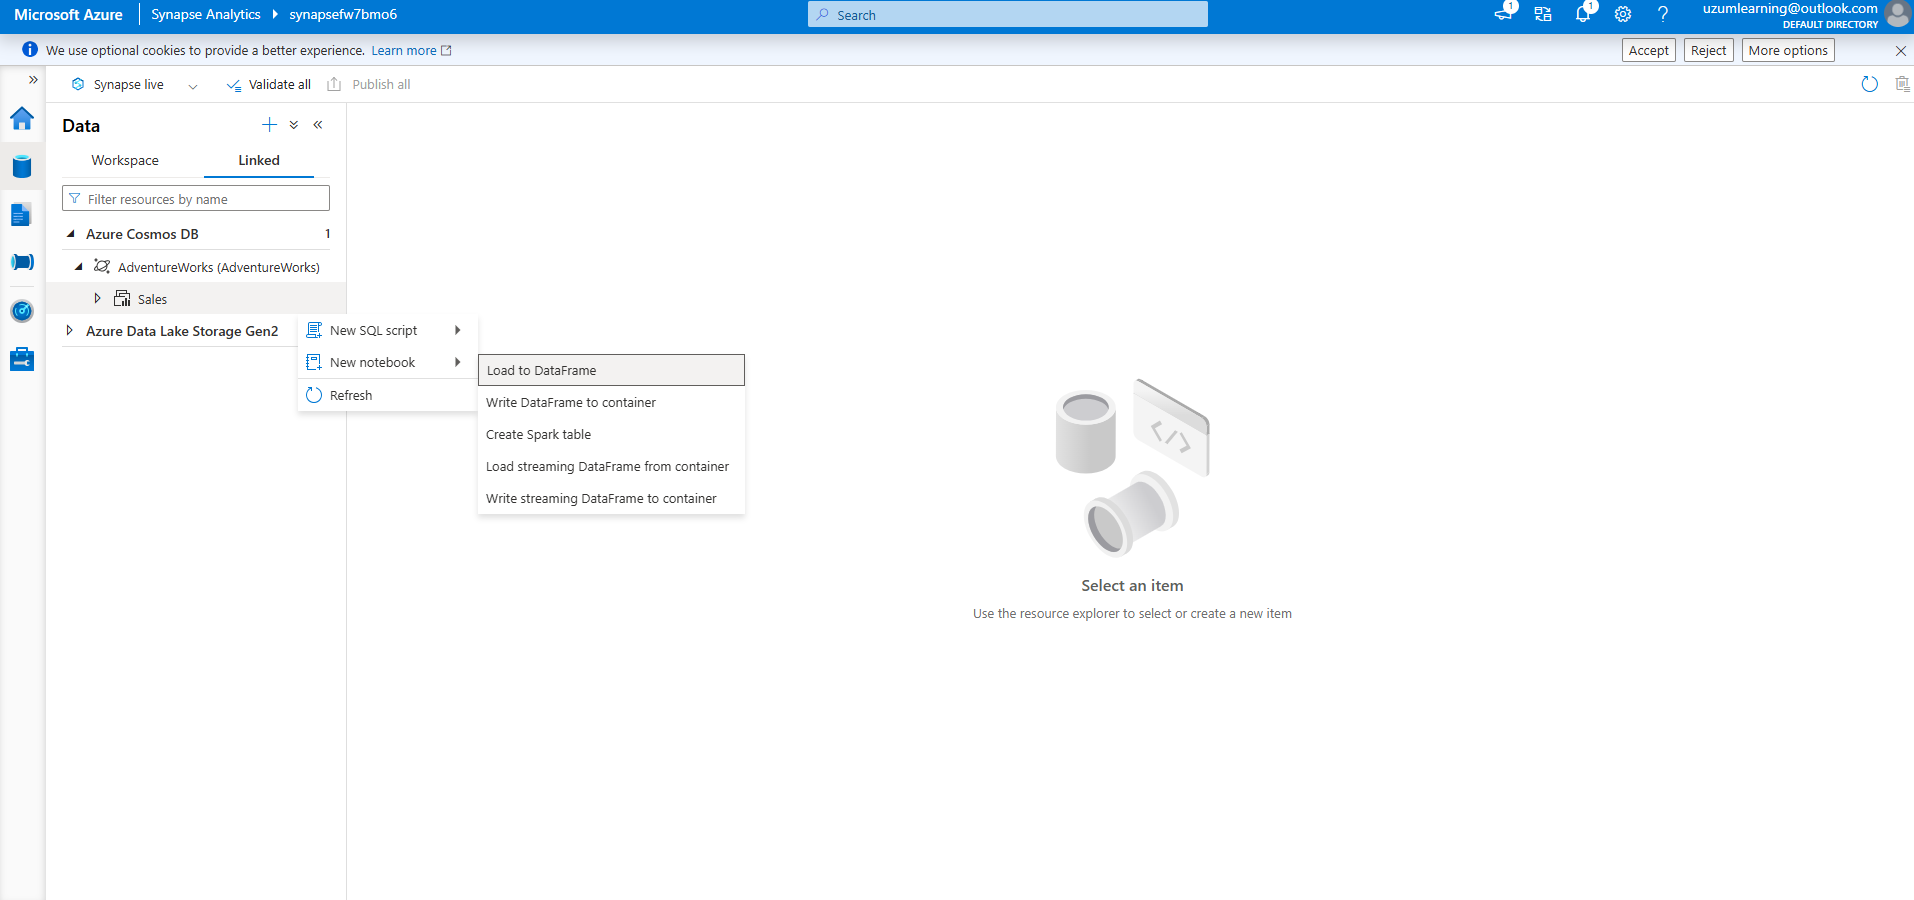 Microsoft Azure
Synapse Analytics
synapsefw7bmo6
Search
1
1
uzumlearning@outlook.com
DEFAULT DIRECTORY
We use optional cookies to provide a better experience. Learn more
Accept
Reject
More options
Synapse live
Validate all
Publish all
Data
Workspace
Linked
Filter resources by name
Azure Cosmos DB 1
AdventureWorks (AdventureWorks)
Sales
Azure Data Lake Storage Gen2
New SQL script
New notebook
Refresh
Load to DataFrame
Write DataFrame to container
Create Spark table
Load streaming DataFrame from container
Write streaming DataFrame to container
Select an item
Use the resource explorer to select or create a new item